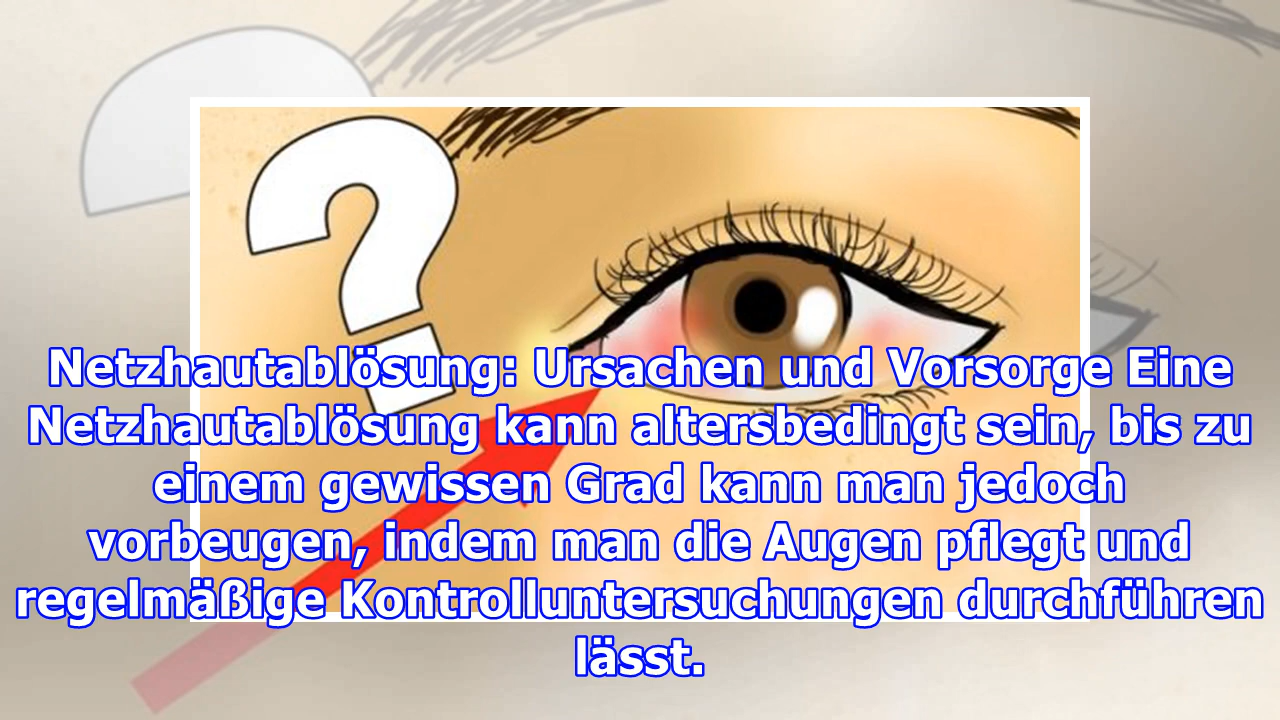 Netzhautablösung: Ursachen und Vorsorge Eine
Netzhautablösung kann altersbedingt sein, bis zu
einem gewissen Grad kann man jedoch
vorbeugen, indem man die Augen pflegt und
regelmäßige Kontrolluntersuchungen durchführen
lässt.